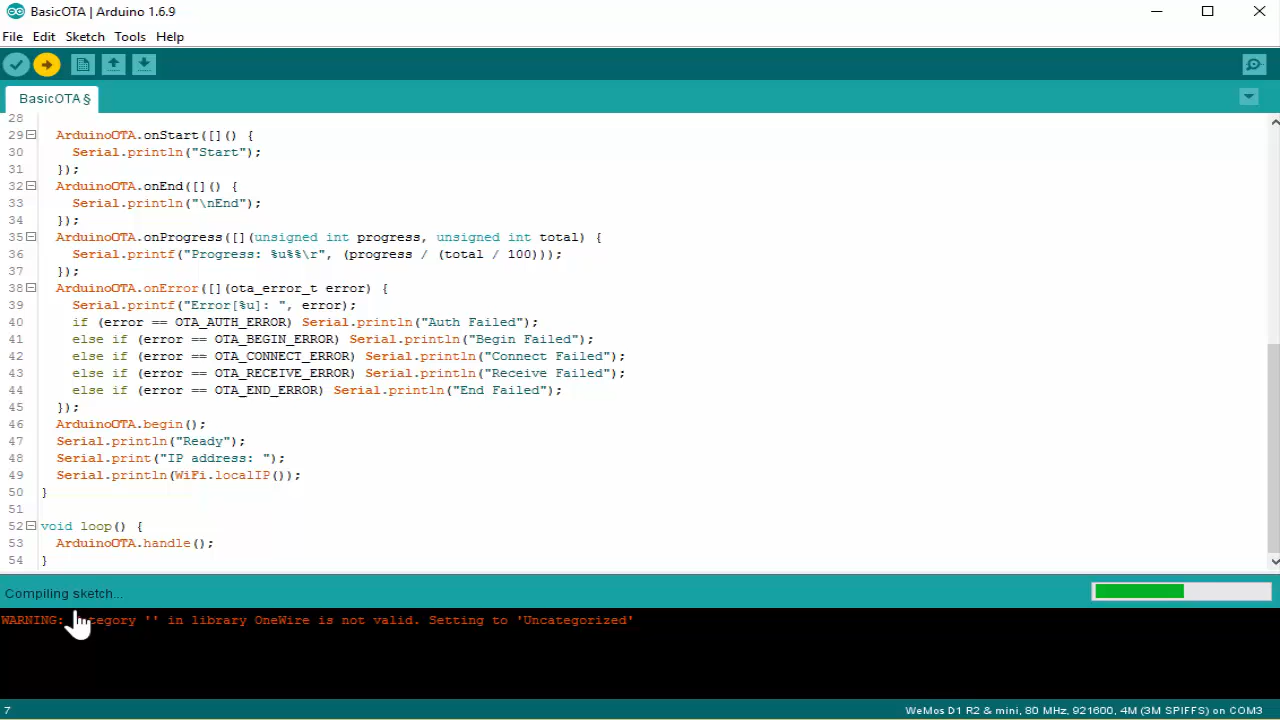 BasicOTA | Arduino 1.6.9
File Edit Sketch Tools Help
BasicOTA §
28
29 ArduinoOTA.onStart([]() {
30 Serial.println("Start");
31 });
32 ArduinoOTA.onEnd([]() {
33 Serial.println("\nEnd");
34 });
35 ArduinoOTA.onProgress([](unsigned int progress, unsigned int total) {
36 Serial.printf("Progress: %u%%\r", (progress / (total / 100)));
37 });
38 ArduinoOTA.onError([](ota_error_t error) {
39 Serial.printf("Error[%u]: ", error);
40 if (error == OTA_AUTH_ERROR) Serial.println("Auth Failed");
41 else if (error == OTA_BEGIN_ERROR) Serial.println("Begin Failed");
42 else if (error == OTA_CONNECT_ERROR) Serial.println("Connect Failed");
43 else if (error == OTA_RECEIVE_ERROR) Serial.println("Receive Failed");
44 else if (error == OTA_END_ERROR) Serial.println("End Failed");
45 });
46 ArduinoOTA.begin();
47 Serial.println("Ready");
48 Serial.print("IP address: ");
49 Serial.println(WiFi.localIP());
50 }
51
52 void loop() {
53 ArduinoOTA.handle();
54 }
Compiling sketch...
WARNING: '' in library OneWire is not valid. Setting to 'Uncategorized'
7 WeMos D1 R2 & mini, 80 MHz, 921600, 4M (3M SPIFFS) on COM3